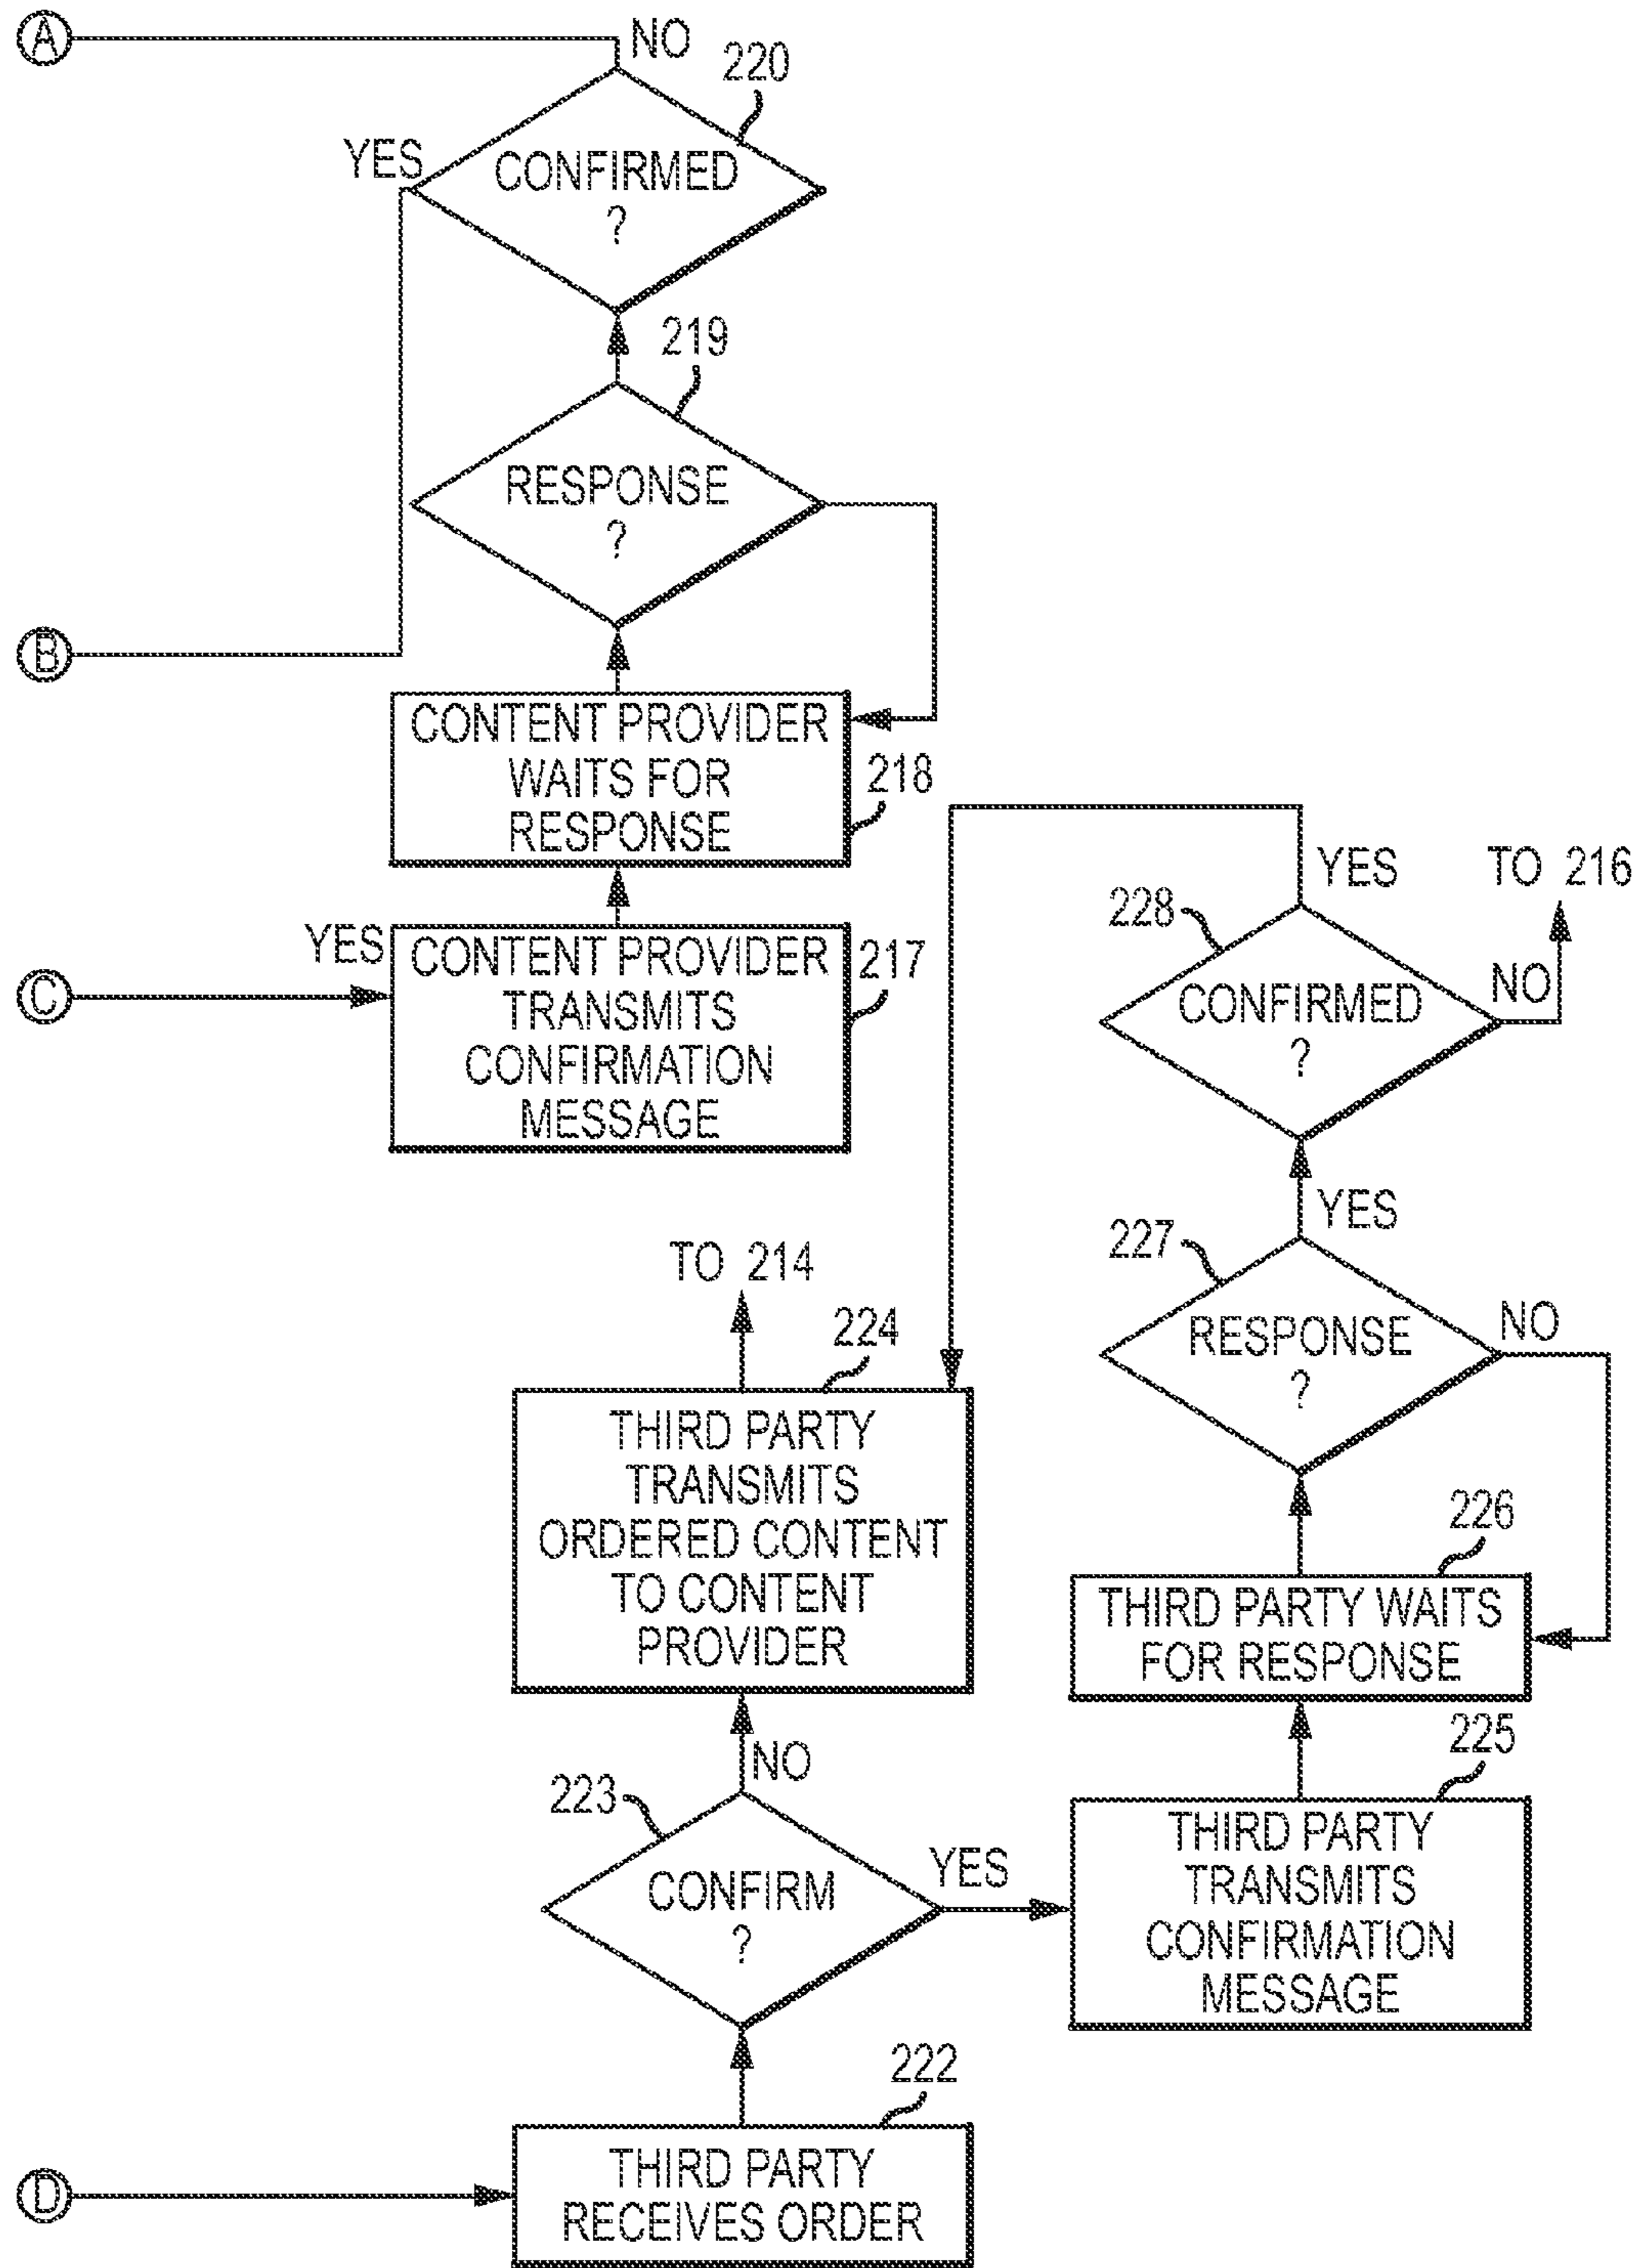 A
NO
220
YES
CONFIRMED
?
219
RESPONSE
?
B
CONTENT PROVIDER
WAITS FOR
RESPONSE
218
YES
C
CONTENT PROVIDER
TRANSMITS
CONFIRMATION
MESSAGE
217
YES
TO 216
228
CONFIRMED
?
NO
YES
227
RESPONSE
?
NO
TO 214
224
THIRD PARTY
TRANSMITS
ORDERED CONTENT
TO CONTENT
PROVIDER
226
THIRD PARTY WAITS
FOR RESPONSE
225
THIRD PARTY
TRANSMITS
CONFIRMATION
MESSAGE
NO
223
CONFIRM
?
YES
222
D
THIRD PARTY
RECEIVES ORDER